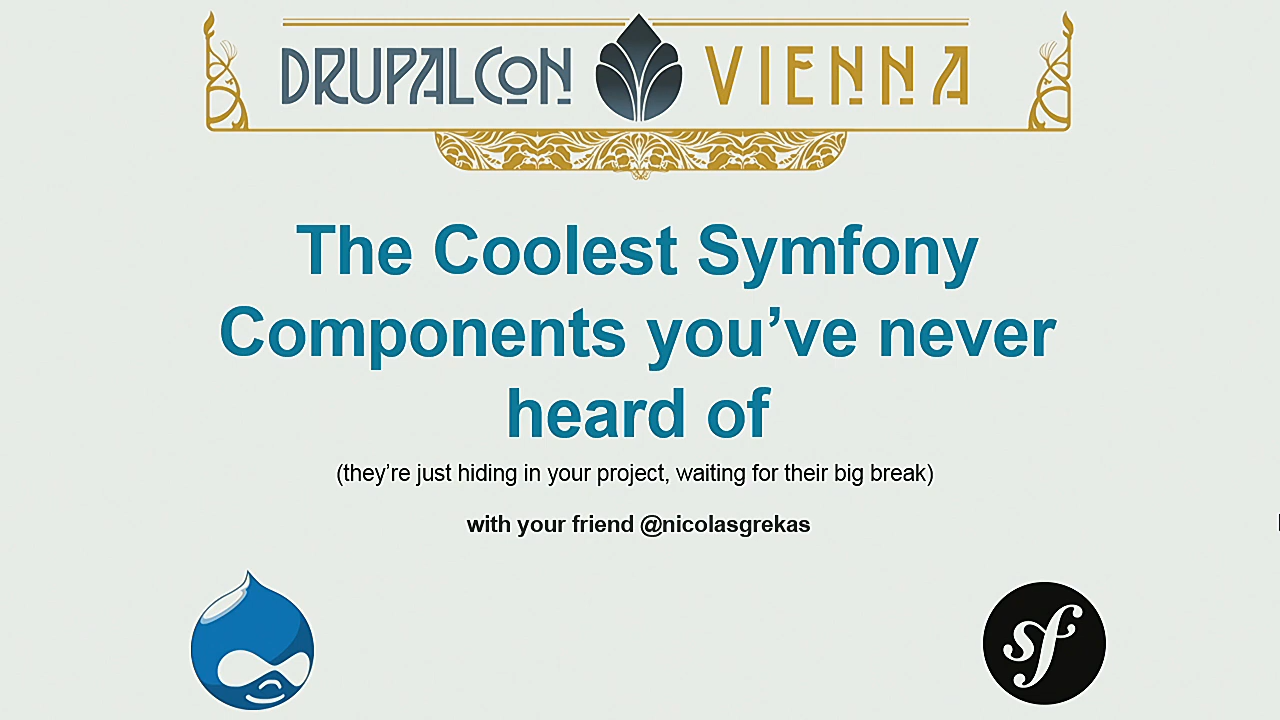 DRUPALCON VIENNA
The Coolest Symfony
Components you’ve never
heard of
(they’re just hiding in your project, waiting for their big break)
with your friend @nicolasgrekas
sf